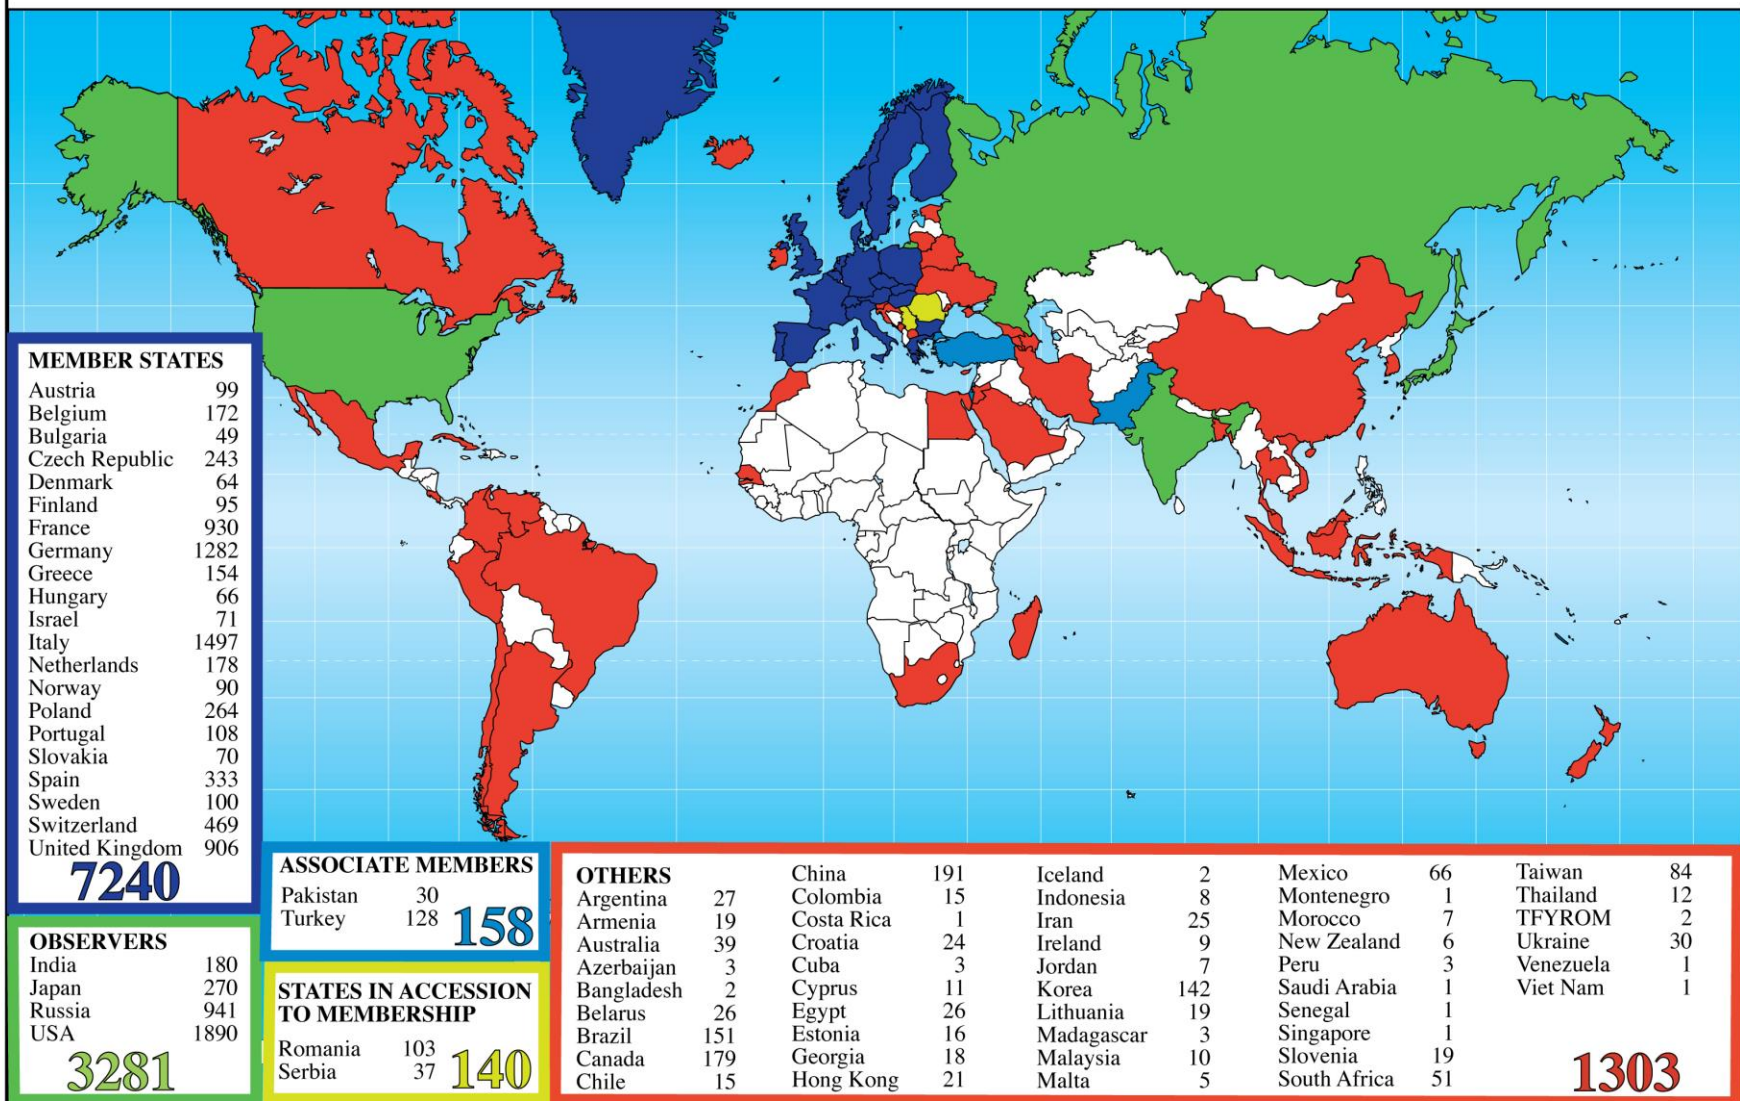 MEMBER STATES
Austria 99
Belgium 172
Bulgaria 49
Czech Republic 243
Denmark 64
Finland 95
France 930
Germany 1282
Greece 154
Hungary 66
Israel 71
Italy 1497
Netherlands 178
Norway 90
Poland 264
Portugal 108
Slovakia 70
Spain 333
Sweden 100
Switzerland 469
United Kingdom 906
7240
OBSERVERS
India 180
Japan 270
Russia 941
USA 1890
3281
ASSOCIATE MEMBERS
Pakistan 30
Turkey 128
158
STATES IN ACCESSION
TO MEMBERSHIP
Romania 103
Serbia 37
140
OTHERS
Argentina 27
Armenia 19
Australia 39
Azerbaijan 3
Bangladesh 2
Belarus 26
Brazil 151
Canada 179
Chile 15
China 191
Colombia 15
Costa Rica 1
Croatia 24
Cuba 3
Cyprus 11
Egypt 26
Estonia 16
Georgia 18
Hong Kong 21
Iceland 2
Indonesia 8
Iran 25
Ireland 9
Jordan 7
Korea 142
Lithuania 19
Madagascar 3
Malaysia 10
Malta 5
Mexico 66
Montenegro 1
Morocco 7
New Zealand 6
Peru 3
Saudi Arabia 1
Senegal 1
Singapore 1
Slovenia 19
South Africa 51
Taiwan 84
Thailand 12
TFYROM 2
Ukraine 30
Venezuela 1
Viet Nam 1
1303